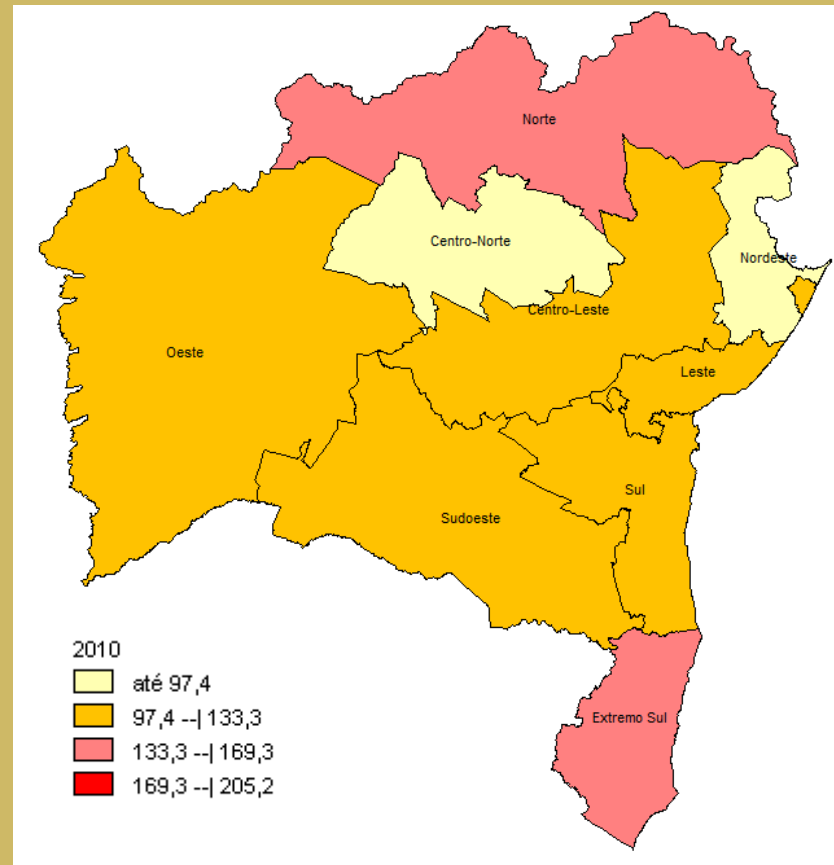 Norte
Centro-Norte
Nordeste
Centro-Leste
Oeste
Leste
Sul
Sudoeste
Extremo Sul
2010
até 97,4
97,4 --| 133,3
133,3 --| 169,3
169,3 --| 205,2